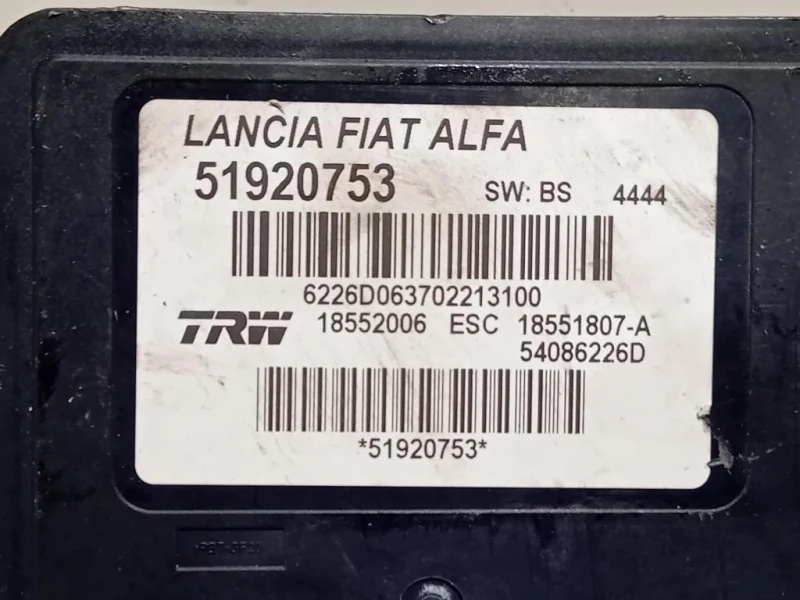 LANCIA FIAT ALFA
51920753 SW: BS 4444
6226D063702213100
TRW 18552006 ESC 18551807-A
54086226D
*51920753*